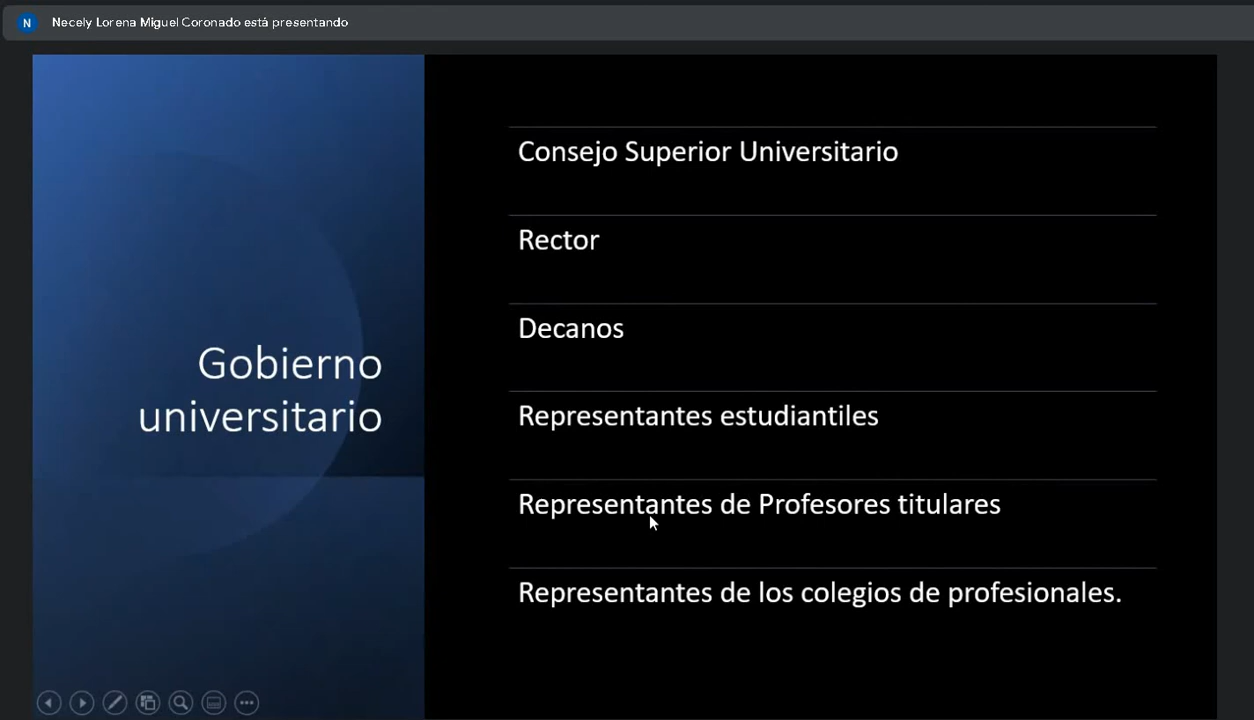 N
Necely Lorena Miguel Coronado está presentando
Gobierno
universitario
Consejo Superior Universitario
Rector
Decanos
Representantes estudiantiles
Representantes de Profesores titulares
Representantes de los colegios de profesionales.